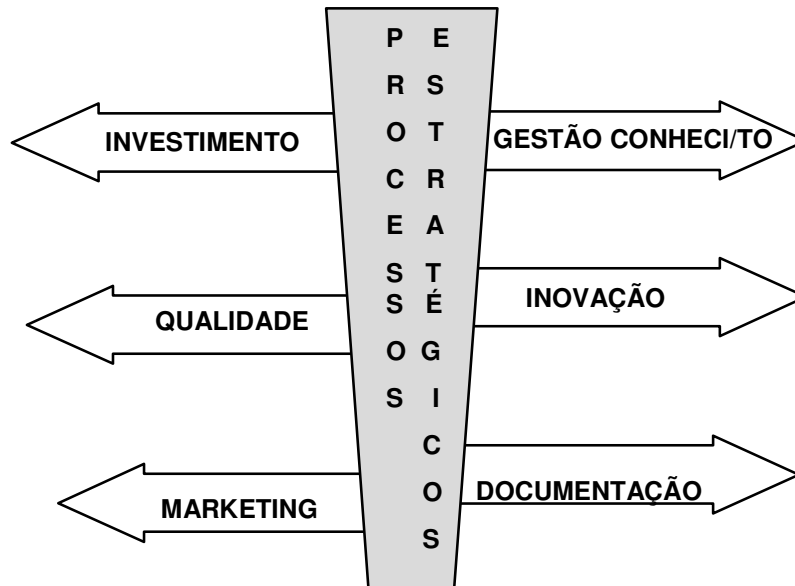 PROCESSOS
ESTRATÉGICOS
INVESTIMENTO
GESTÃO CONHECI/TO
QUALIDADE
INOVAÇÃO
MARKETING
DOCUMENTAÇÃO